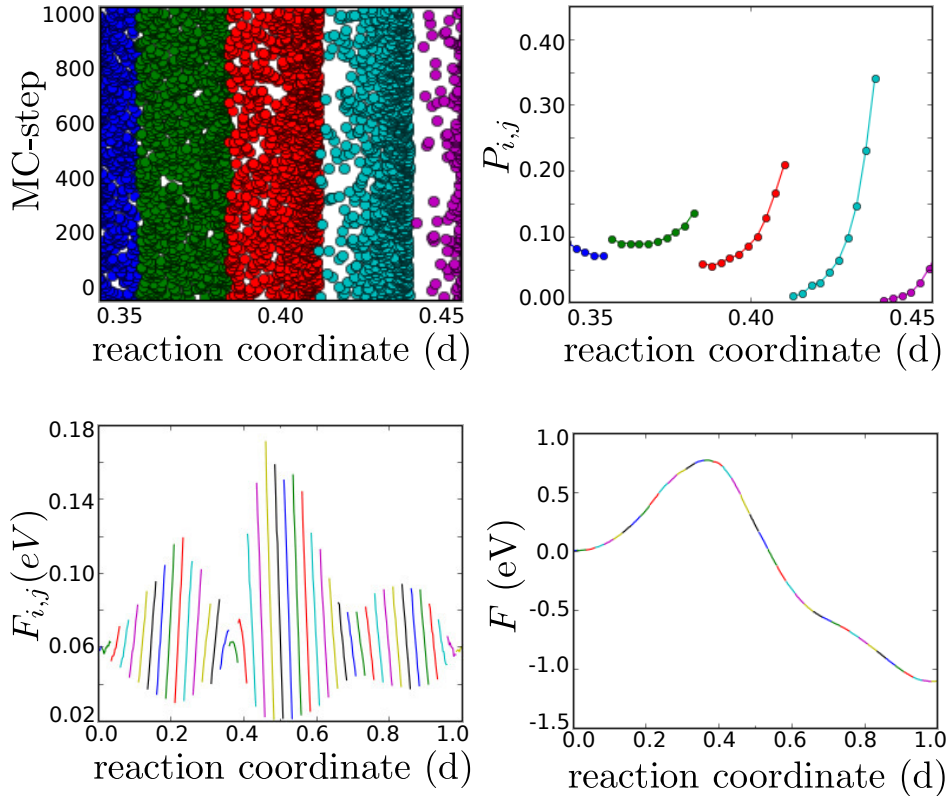 MC-step
1000
800
600
400
200
0
0.35 0.40 0.45
reaction coordinate (d)
P_{i,j}
0.40
0.30
0.20
0.10
0.00
0.35 0.40 0.45
reaction coordinate (d)
F_{i,j}(eV)
0.18
0.14
0.10
0.06
0.02
0.0 0.2 0.4 0.6 0.8 1.0
reaction coordinate (d)
F (eV)
1.0
0.5
0.0
-0.5
-1.0
-1.5
0.0 0.2 0.4 0.6 0.8 1.0
reaction coordinate (d)